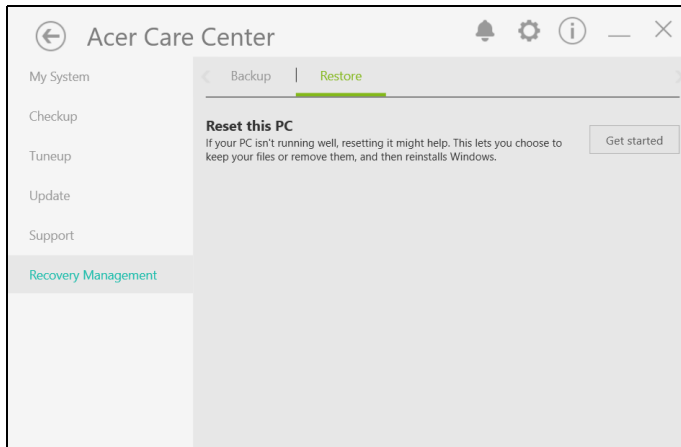 Acer Care Center
My System
Checkup
Tuneup
Update
Support
Recovery Management
Backup
Restore
Reset this PC
If your PC isn't running well, resetting it might help. This lets you choose to
keep your files or remove them, and then reinstalls Windows.
Get started